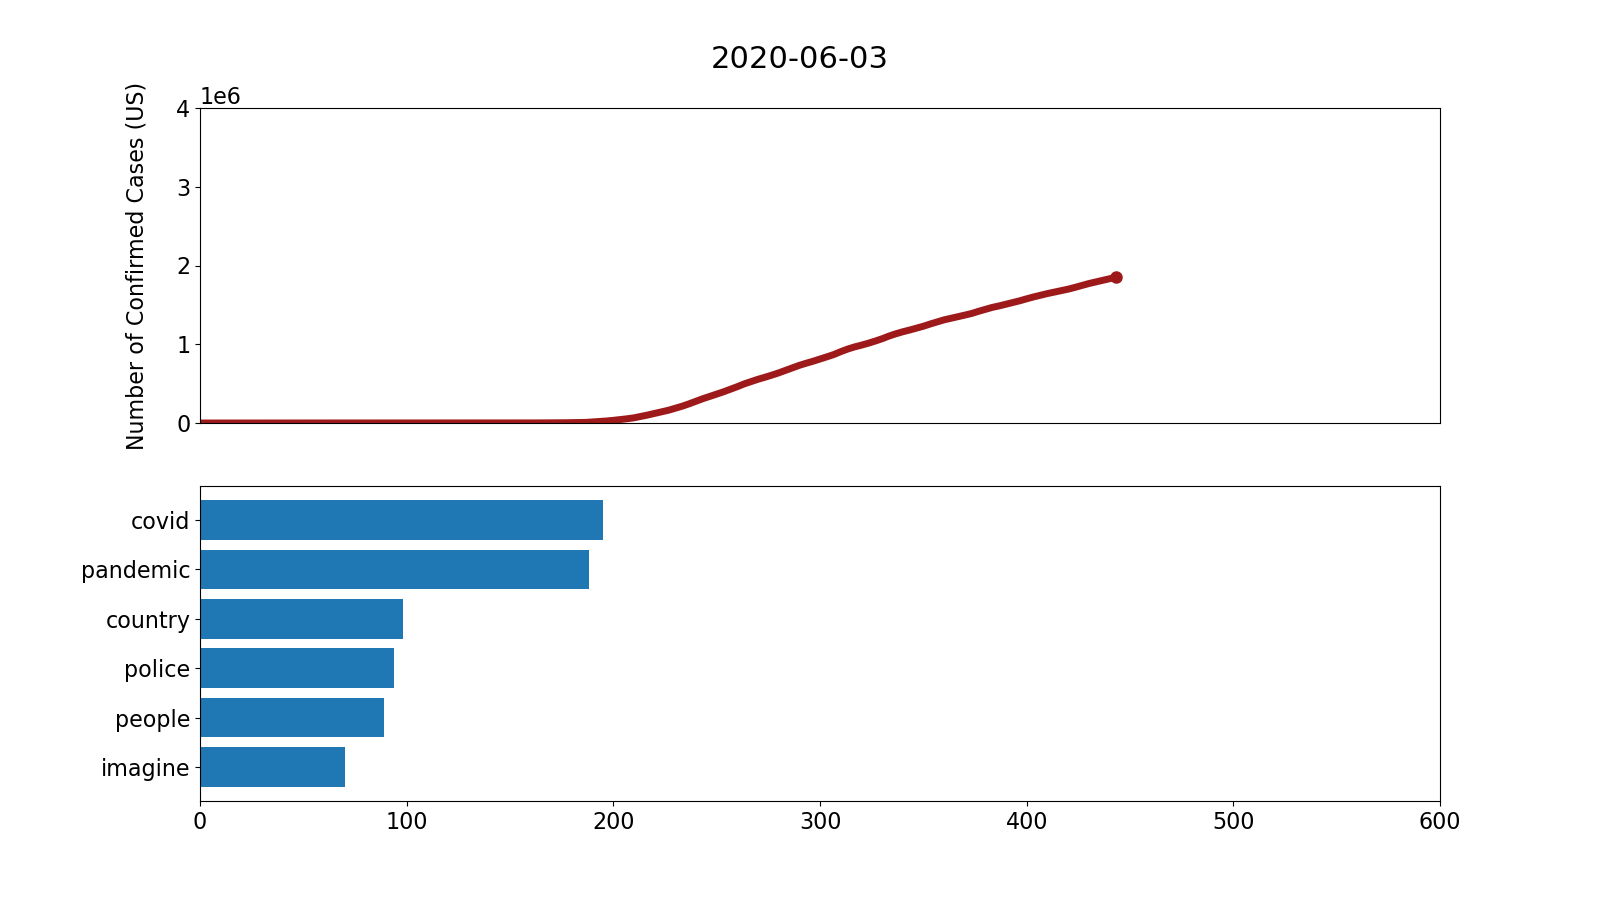 2020-06-03
1e6
Number of Confirmed Cases (US)
4
3
2
1
0
covid
pandemic
country
police
people
imagine
0 100 200 300 400 500 600